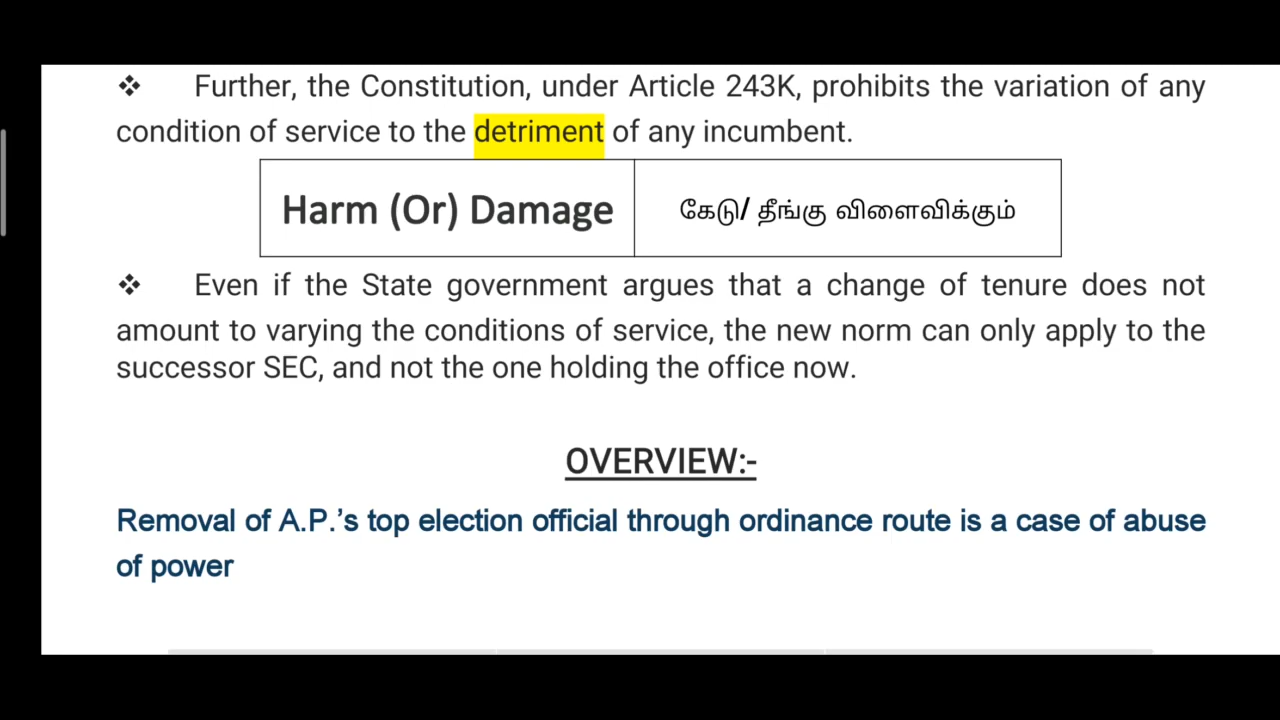 ❖ Further, the Constitution, under Article 243K, prohibits the variation of any
condition of service to the detriment of any incumbent.
Harm (Or) Damage கேடு/ தீங்கு விளைவிக்கும்
❖ Even if the State government argues that a change of tenure does not
amount to varying the conditions of service, the new norm can only apply to the
successor SEC, and not the one holding the office now.
OVERVIEW:-
Removal of A.P.’s top election official through ordinance route is a case of abuse
of power